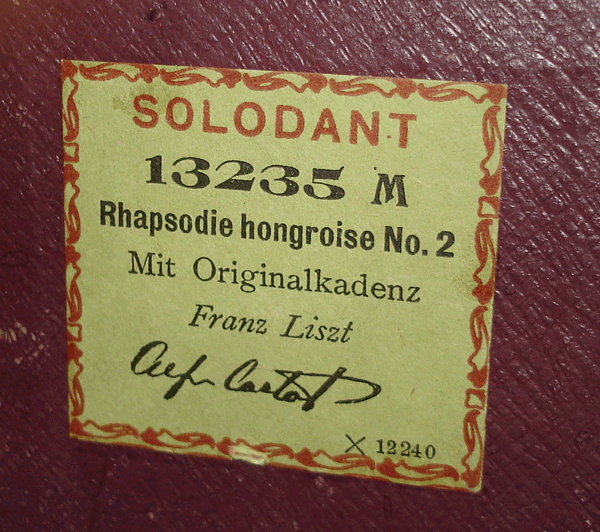 SOLODANT
13235 M
Rhapsodie hongroise No. 2
Mit Originalkadenz
Franz Liszt
X 12240